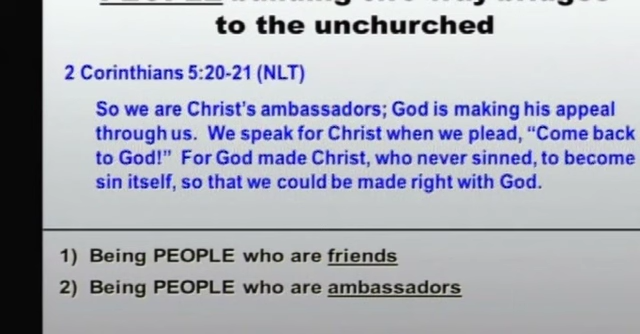 to the unchurched
2 Corinthians 5:20-21 (NLT)
So we are Christ's ambassadors; God is making his appeal
through us. We speak for Christ when we plead, "Come back
to God!" For God made Christ, who never sinned, to become
sin itself, so that we could be made right with God.
1) Being PEOPLE who are friends
2) Being PEOPLE who are ambassadors